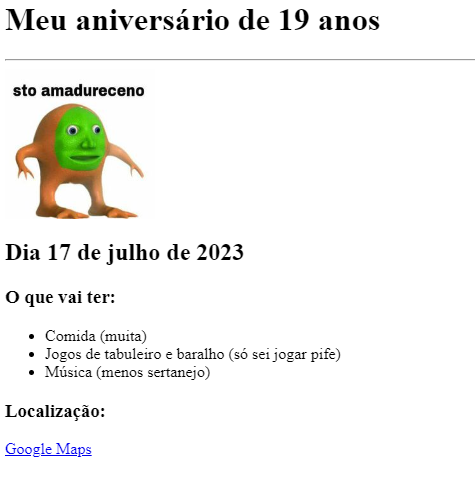 Meu aniversário de 19 anos
sto amadureceno
Dia 17 de julho de 2023
O que vai ter:
Comida (muita)
Jogos de tabuleiro e baralho (só sei jogar pife)
Música (menos sertanejo)
Localização:
Google Maps